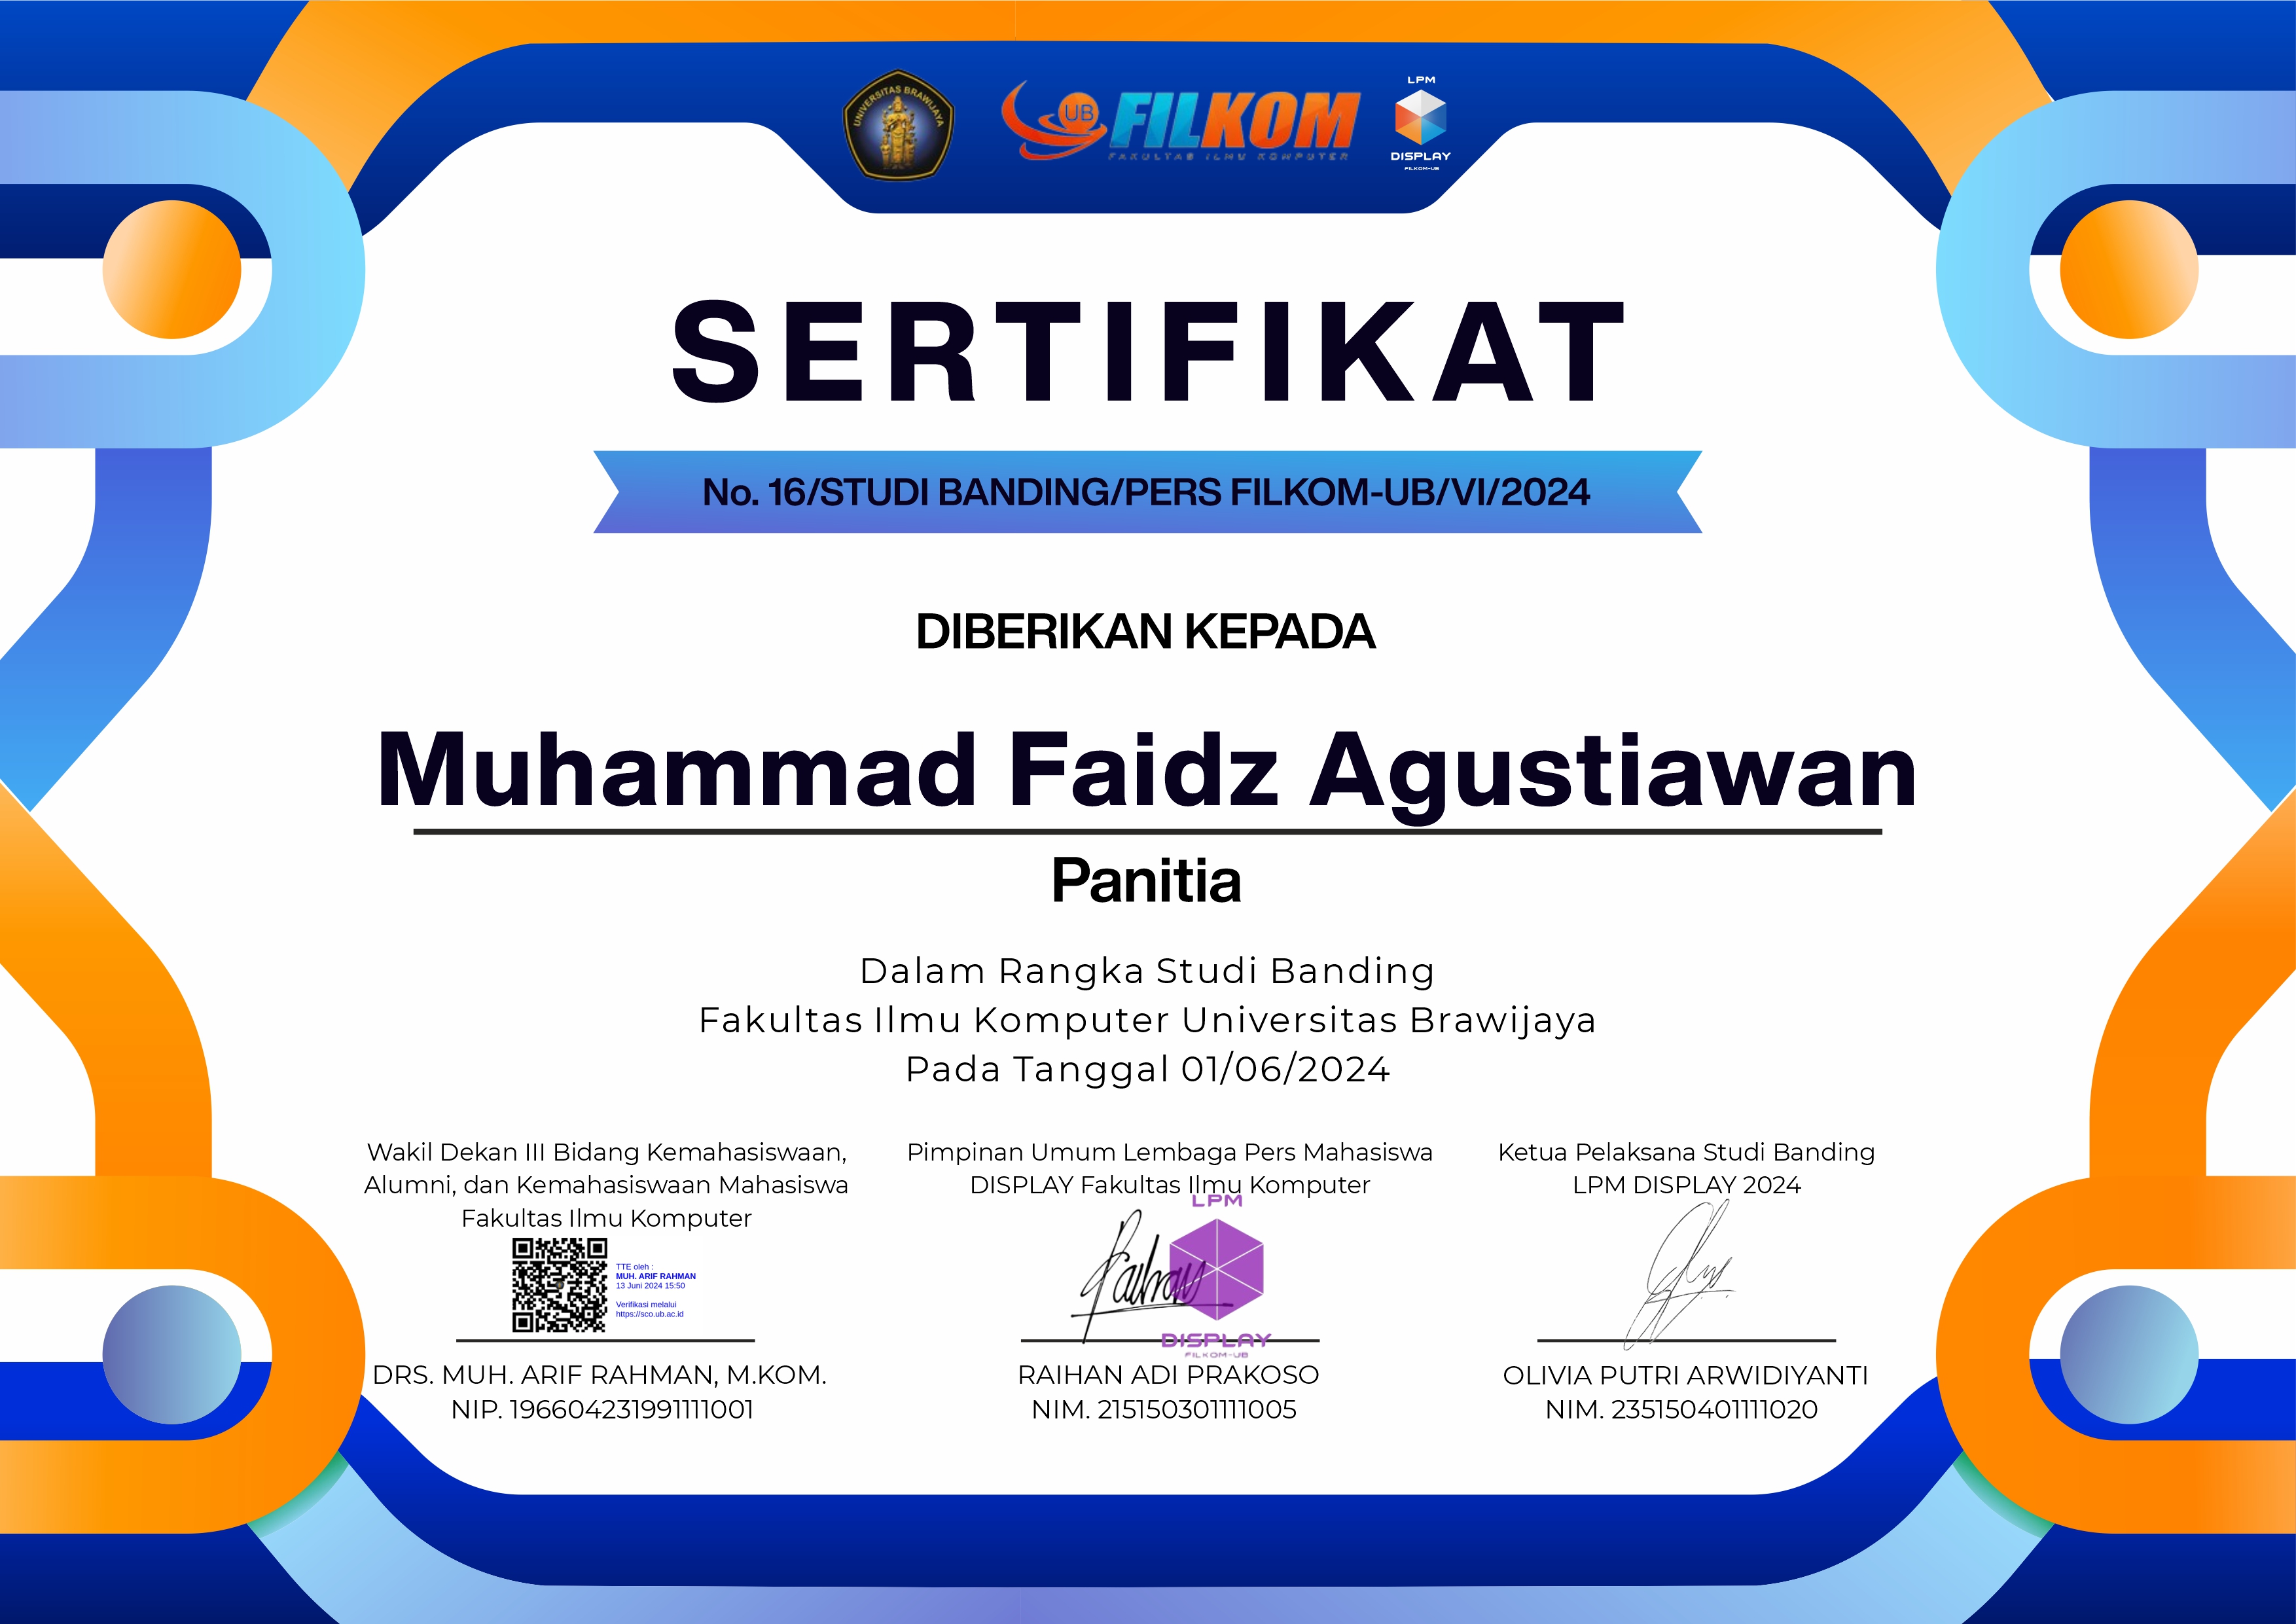 UNIVERSITAS BRAWIJAYA
UB FILKOM
FAKULTAS ILMU KOMPUTER
LPM
DISPLAY
FILKOM-UB
SERTIFIKAT
No. 16/STUDI BANDING/PERS FILKOM-UB/VI/2024
DIBERIKAN KEPADA
Muhammad Faidz Agustiawan
Panitia
Dalam Rangka Studi Banding
Fakultas Ilmu Komputer Universitas Brawijaya
Pada Tanggal 01/06/2024
Wakil Dekan III Bidang Kemahasiswaan,
Alumni, dan Kemahasiswaan Mahasiswa
Fakultas Ilmu Komputer
TTE oleh :
MUH. ARIF RAHMAN
13 Juni 2024 15:50
Verifikasi melalui
https://sco.ub.ac.id
DRS. MUH. ARIF RAHMAN, M.KOM.
NIP. 196604231991111001
Pimpinan Umum Lembaga Pers Mahasiswa
DISPLAY Fakultas Ilmu Komputer
LPM
DISPLAY
FILKOM-UB
RAIHAN ADI PRAKOSO
NIM. 215150301111005
Ketua Pelaksana Studi Banding
LPM DISPLAY 2024
OLIVIA PUTRI ARWIDIYANTI
NIM. 235150401111020